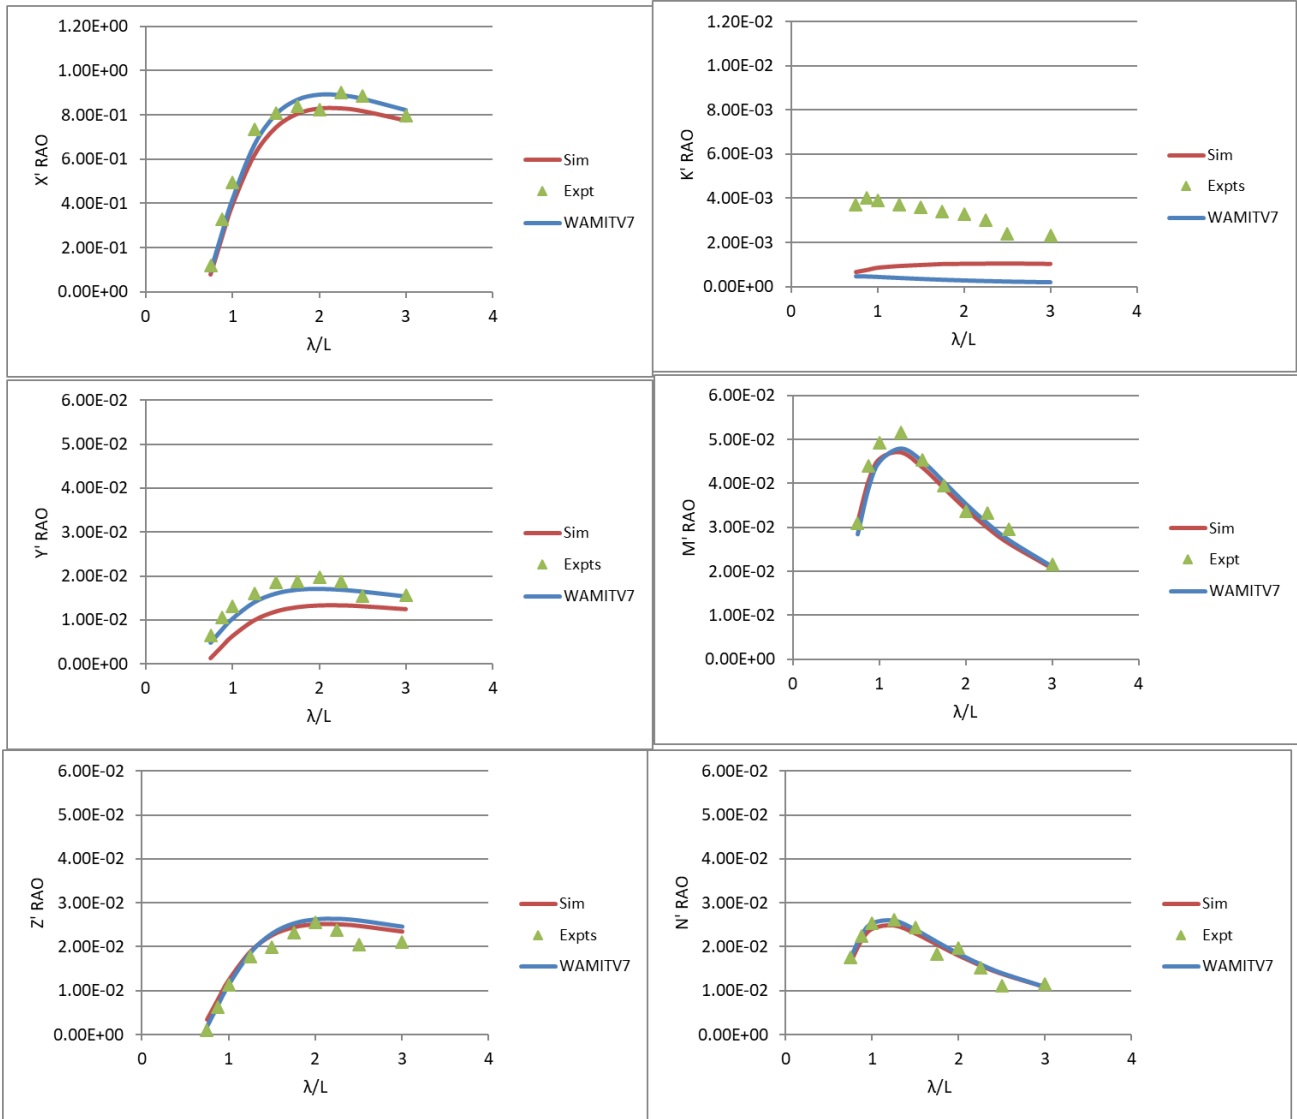 1.20E+00
1.00E+00
8.00E-01
6.00E-01
4.00E-01
2.00E-01
0.00E+00
X' RAO
0 1 2 3 4
λ/L
Sim
Expt
WAMITV7
1.20E-02
1.00E-02
8.00E-03
6.00E-03
4.00E-03
2.00E-03
0.00E+00
K' RAO
0 1 2 3 4
λ/L
Sim
Expts
WAMITV7
6.00E-02
5.00E-02
4.00E-02
3.00E-02
2.00E-02
1.00E-02
0.00E+00
Y' RAO
0 1 2 3 4
λ/L
Sim
Expts
WAMITV7
6.00E-02
5.00E-02
4.00E-02
3.00E-02
2.00E-02
1.00E-02
0.00E+00
M' RAO
0 1 2 3 4
λ/L
Sim
Expt
WAMITV7
6.00E-02
5.00E-02
4.00E-02
3.00E-02
2.00E-02
1.00E-02
0.00E+00
Z' RAO
0 1 2 3 4
λ/L
Sim
Expts
WAMITV7
6.00E-02
5.00E-02
4.00E-02
3.00E-02
2.00E-02
1.00E-02
0.00E+00
N' RAO
0 1 2 3 4
λ/L
Sim
Expt
WAMITV7